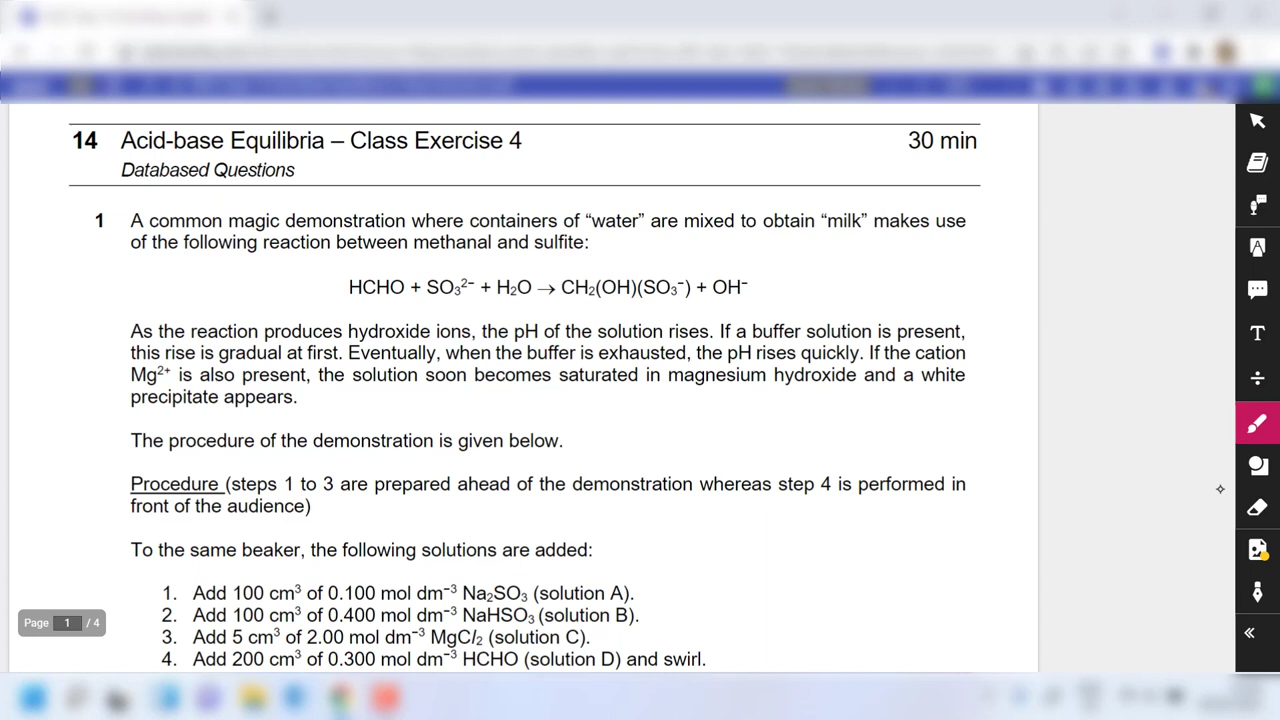 14 Acid-base Equilibria – Class Exercise 4 30 min
Databased Questions
1 A common magic demonstration where containers of “water” are mixed to obtain “milk” makes use
of the following reaction between methanal and sulfite:
HCHO + SO₃²⁻ + H₂O → CH₂(OH)(SO₃⁻) + OH⁻
As the reaction produces hydroxide ions, the pH of the solution rises. If a buffer solution is present,
this rise is gradual at first. Eventually, when the buffer is exhausted, the pH rises quickly. If the cation
Mg²⁺ is also present, the solution soon becomes saturated in magnesium hydroxide and a white
precipitate appears.
The procedure of the demonstration is given below.
Procedure (steps 1 to 3 are prepared ahead of the demonstration whereas step 4 is performed in
front of the audience)
To the same beaker, the following solutions are added:
1. Add 100 cm³ of 0.100 mol dm⁻³ Na₂SO₃ (solution A).
2. Add 100 cm³ of 0.400 mol dm⁻³ NaHSO₃ (solution B).
3. Add 5 cm³ of 2.00 mol dm⁻³ MgCl₂ (solution C).
4. Add 200 cm³ of 0.300 mol dm⁻³ HCHO (solution D) and swirl.
Page 1 / 4